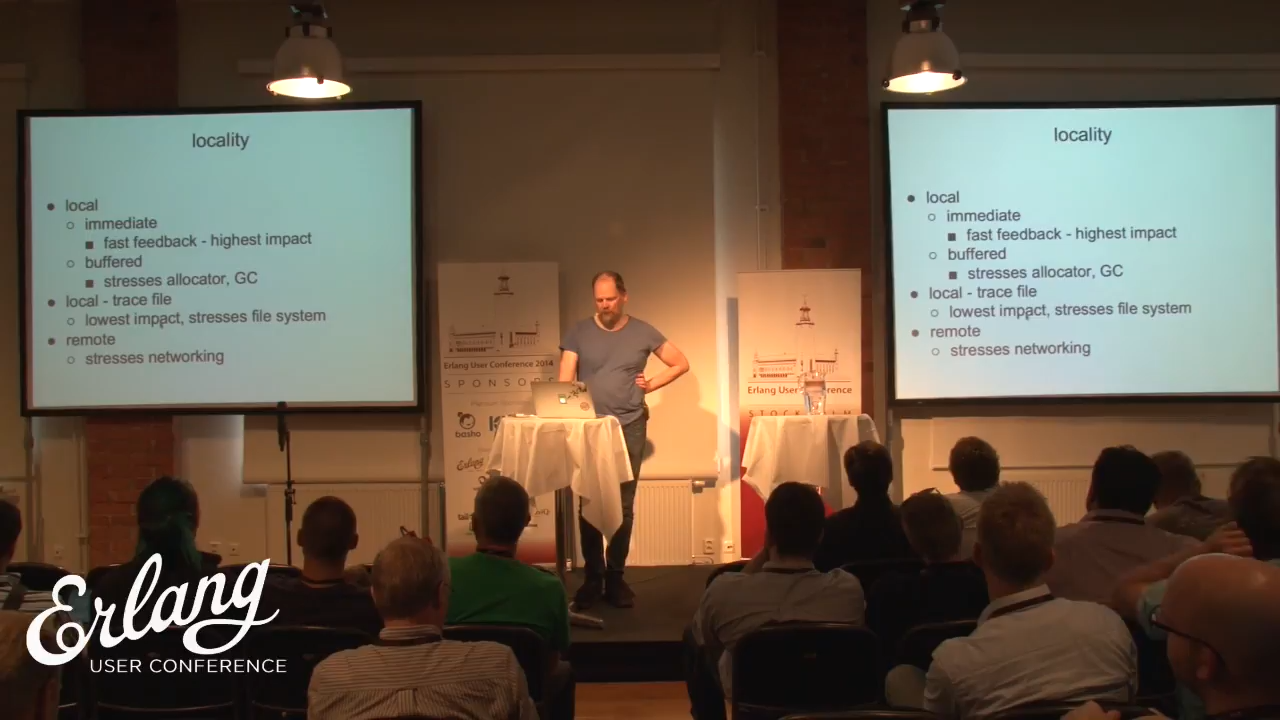 locality
● local
○ immediate
■ fast feedback - highest impact
○ buffered
■ stresses allocator, GC
● local - trace file
○ lowest impact, stresses file system
● remote
○ stresses networking
locality
● local
○ immediate
■ fast feedback - highest impact
○ buffered
■ stresses allocator, GC
● local - trace file
○ lowest impact, stresses file system
● remote
○ stresses networking
Erlang User Conference 2014
SPONSORS
basho
Erlang
Erlang User Conference
STOCKHOLM
Erlang
USER CONFERENCE